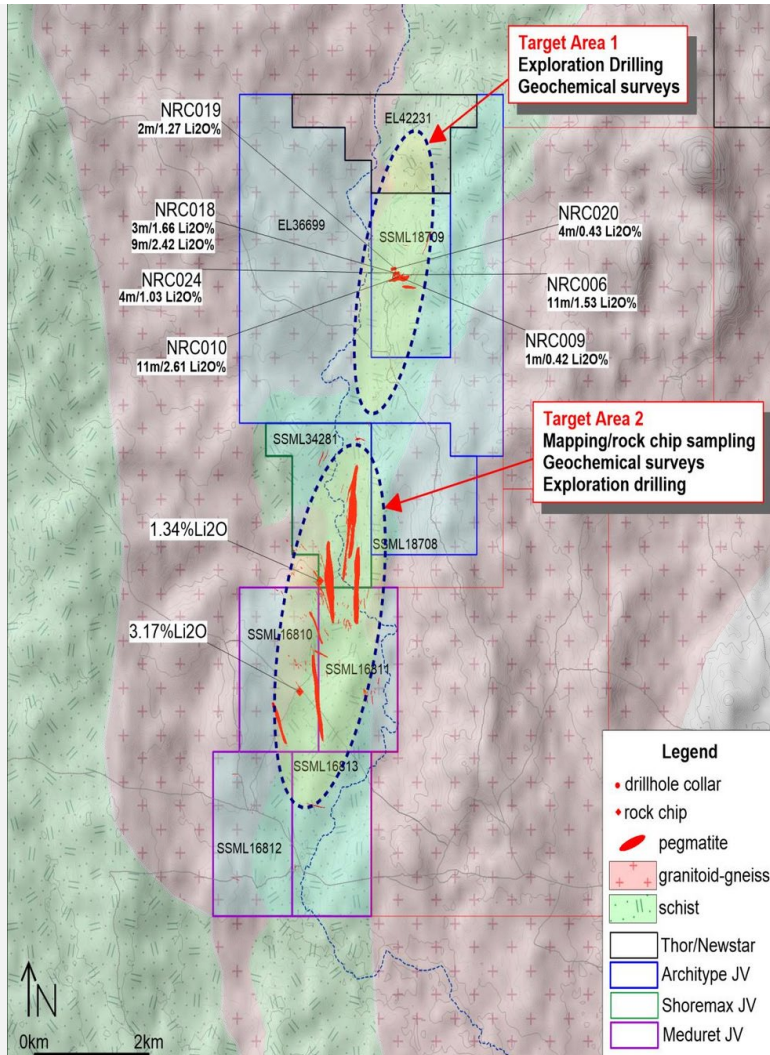 Target Area 1
Exploration Drilling
Geochemical surveys
NRC019
2m/1.27 Li2O%
EL42231
NRC018
3m/1.66 Li2O%
9m/2.42 Li2O%
EL36699
SSML18709
NRC020
4m/0.43 Li2O%
NRC024
4m/1.03 Li2O%
NRC006
11m/1.53 Li2O%
NRC010
11m/2.61 Li2O%
NRC009
1m/0.42 Li2O%
Target Area 2
Mapping/rock chip sampling
Geochemical surveys
Exploration drilling
SSML34281
1.34%Li2O
SSML18708
3.17%Li2O
SSML16810
SSML16811
SSML16813
SSML16812
Legend
drillhole collar
rock chip
pegmatite
granitoid-gneiss
schist
Thor/Newstar
Architype JV
Shoremax JV
Meduret JV
N
0km 2km